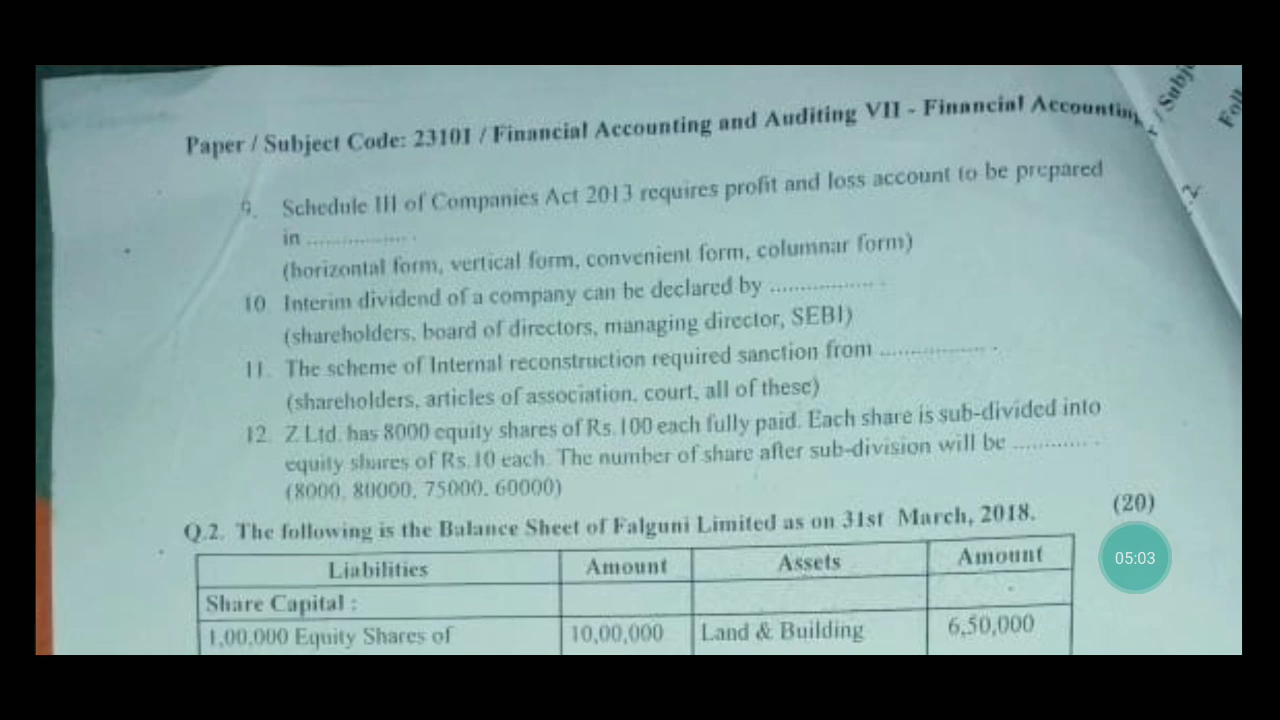 Paper / Subject Code: 23101 / Financial Accounting and Auditing VII - Financial Accounting
/ Subje
Foll
2
9. Schedule III of Companies Act 2013 requires profit and loss account to be prepared
in .................. .
(horizontal form, vertical form, convenient form, columnar form)
10. Interim dividend of a company can be declared by .................. .
(shareholders, board of directors, managing director, SEBI)
11. The scheme of Internal reconstruction required sanction from .................. .
(shareholders, articles of association, court, all of these)
12. Z Ltd. has 8000 equity shares of Rs.100 each fully paid. Each share is sub-divided into
equity shares of Rs.10 each. The number of share after sub-division will be ............ .
(8000, 80000, 75000, 60000)
Q.2. The following is the Balance Sheet of Falguni Limited as on 31st March, 2018. (20)
Liabilities Amount Assets Amount
Share Capital :
1,00,000 Equity Shares of 10,00,000 Land & Building 6,50,000
05:03